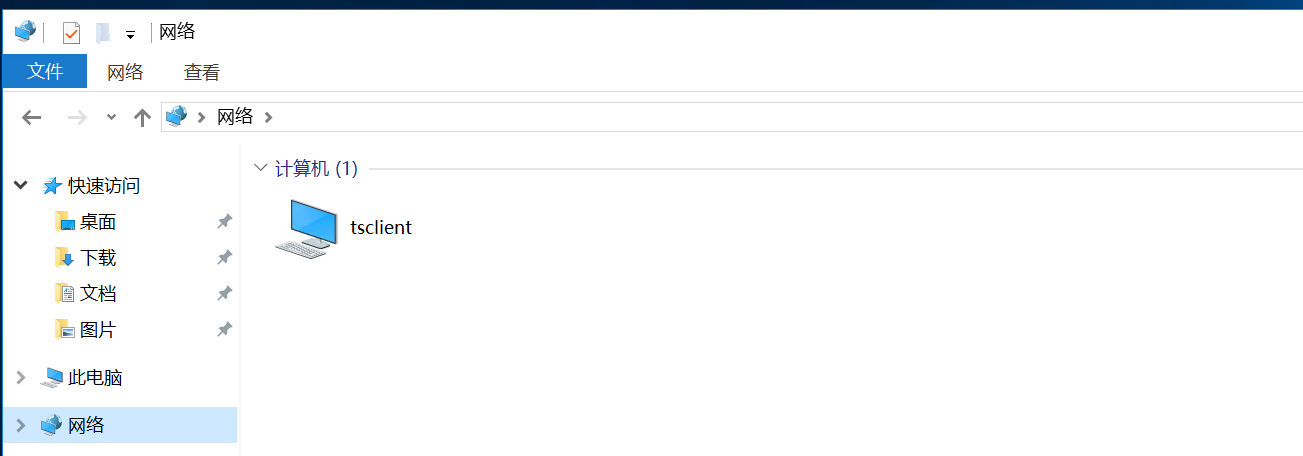 网络
文件 网络 查看
网络
快速访问
桌面
下载
文档
图片
此电脑
网络
计算机 (1)
tsclient